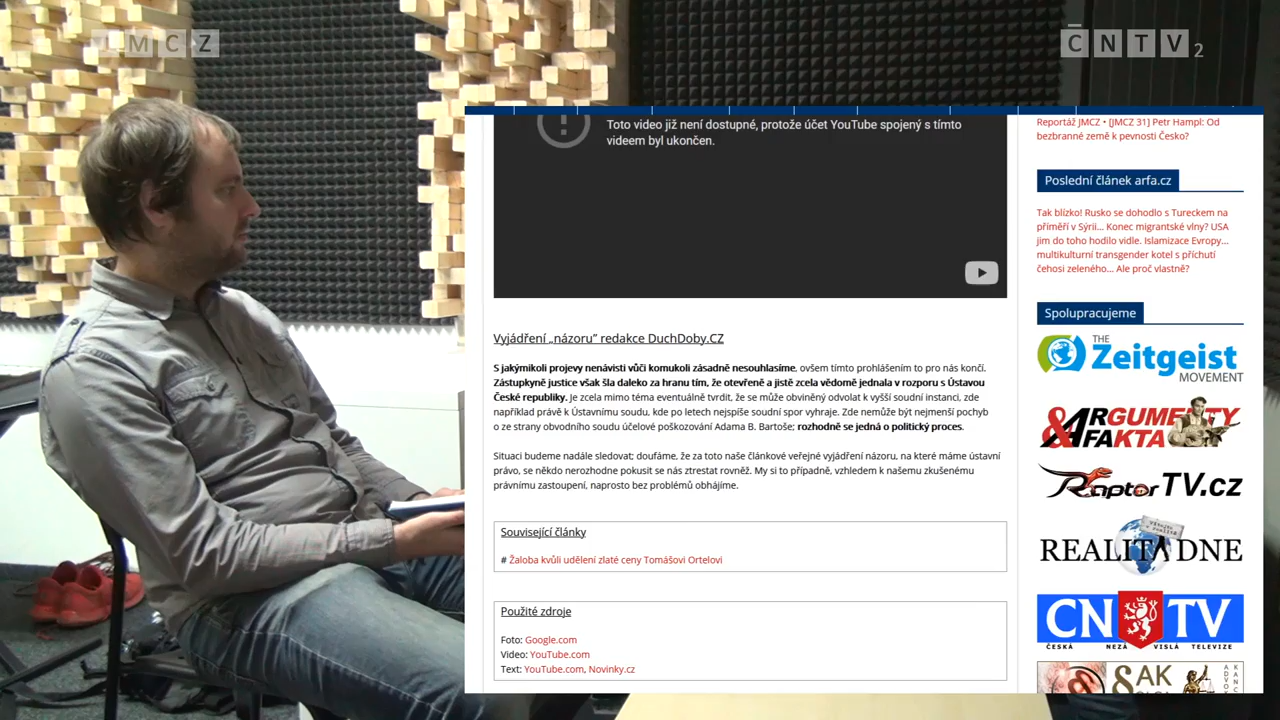 JMCZ
CNTV2
Toto video již není dostupné, protože účet YouTube spojený s tímto
videem byl ukončen.
Vyjádření „názoru” redakce DuchDoby.CZ
S jakýmikoli projevy nenávisti vůči komukoli zásadně nesouhlasíme, ovšem tímto prohlášením to pro nás končí.
Zástupkyně justice však šla daleko za hranu tím, že otevřeně a jistě zcela vědomě jednala v rozporu s Ústavou
České republiky. Je zcela mimo téma eventuálně tvrdit, že se může obviněný odvolat k vyšší soudní instanci, zde
například právě k Ústavnímu soudu, kde po letech nejspíše soudní spor vyhraje. Zde nemůže být nejmenší pochyb
o ze strany obvodního soudu účelové poškozování Adama B. Bartoše; rozhodně se jedná o politický proces.
Situaci budeme nadále sledovat; doufáme, že za toto naše článkové veřejné vyjádření názoru, na které máme ústavní
právo, se někdo nerozhodne pokusit se nás ztrestat rovněž. My si to případně, vzhledem k našemu zkušenému
právnímu zastoupení, naprosto bez problémů obhájíme.
Související články
# Žaloba kvůli udělení zlaté ceny Tomášovi Ortelovi
Použité zdroje
Foto: Google.com
Video: YouTube.com
Text: YouTube.com, Novinky.cz
Reportáž JMCZ • [JMCZ 31] Petr Hampl: Od
bezbranné země k pevnosti Česko?
Poslední článek arfa.cz
Tak blízko! Rusko se dohodlo s Tureckem na
příměří v Sýrii... Konec migrantské vlny? USA
jim do toho hodilo vidle. Islamizace Evropy...
multikulturní transgender kotel s příchutí
čehosi zeleného... Ale proč vlastně?
Spolupracujeme
THE
Zeitgeist
MOVEMENT
ARGUMENTY
& FAKTA
RaptorTV.cz
Vítejte v realitě
REALITA DNE
CNTV
ČESKÁ NEZÁVISLÁ TELEVIZE
SAK